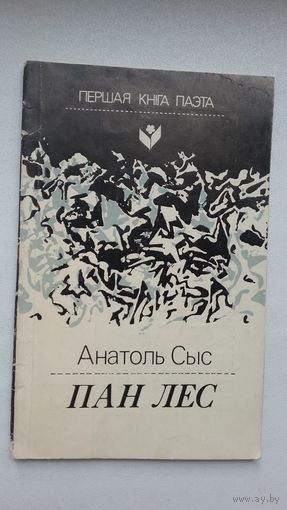 ПЕРШАЯ КНІГА ПАЭТА
Анатоль Сыс
ПАН ЛЕС
© www.ay.by